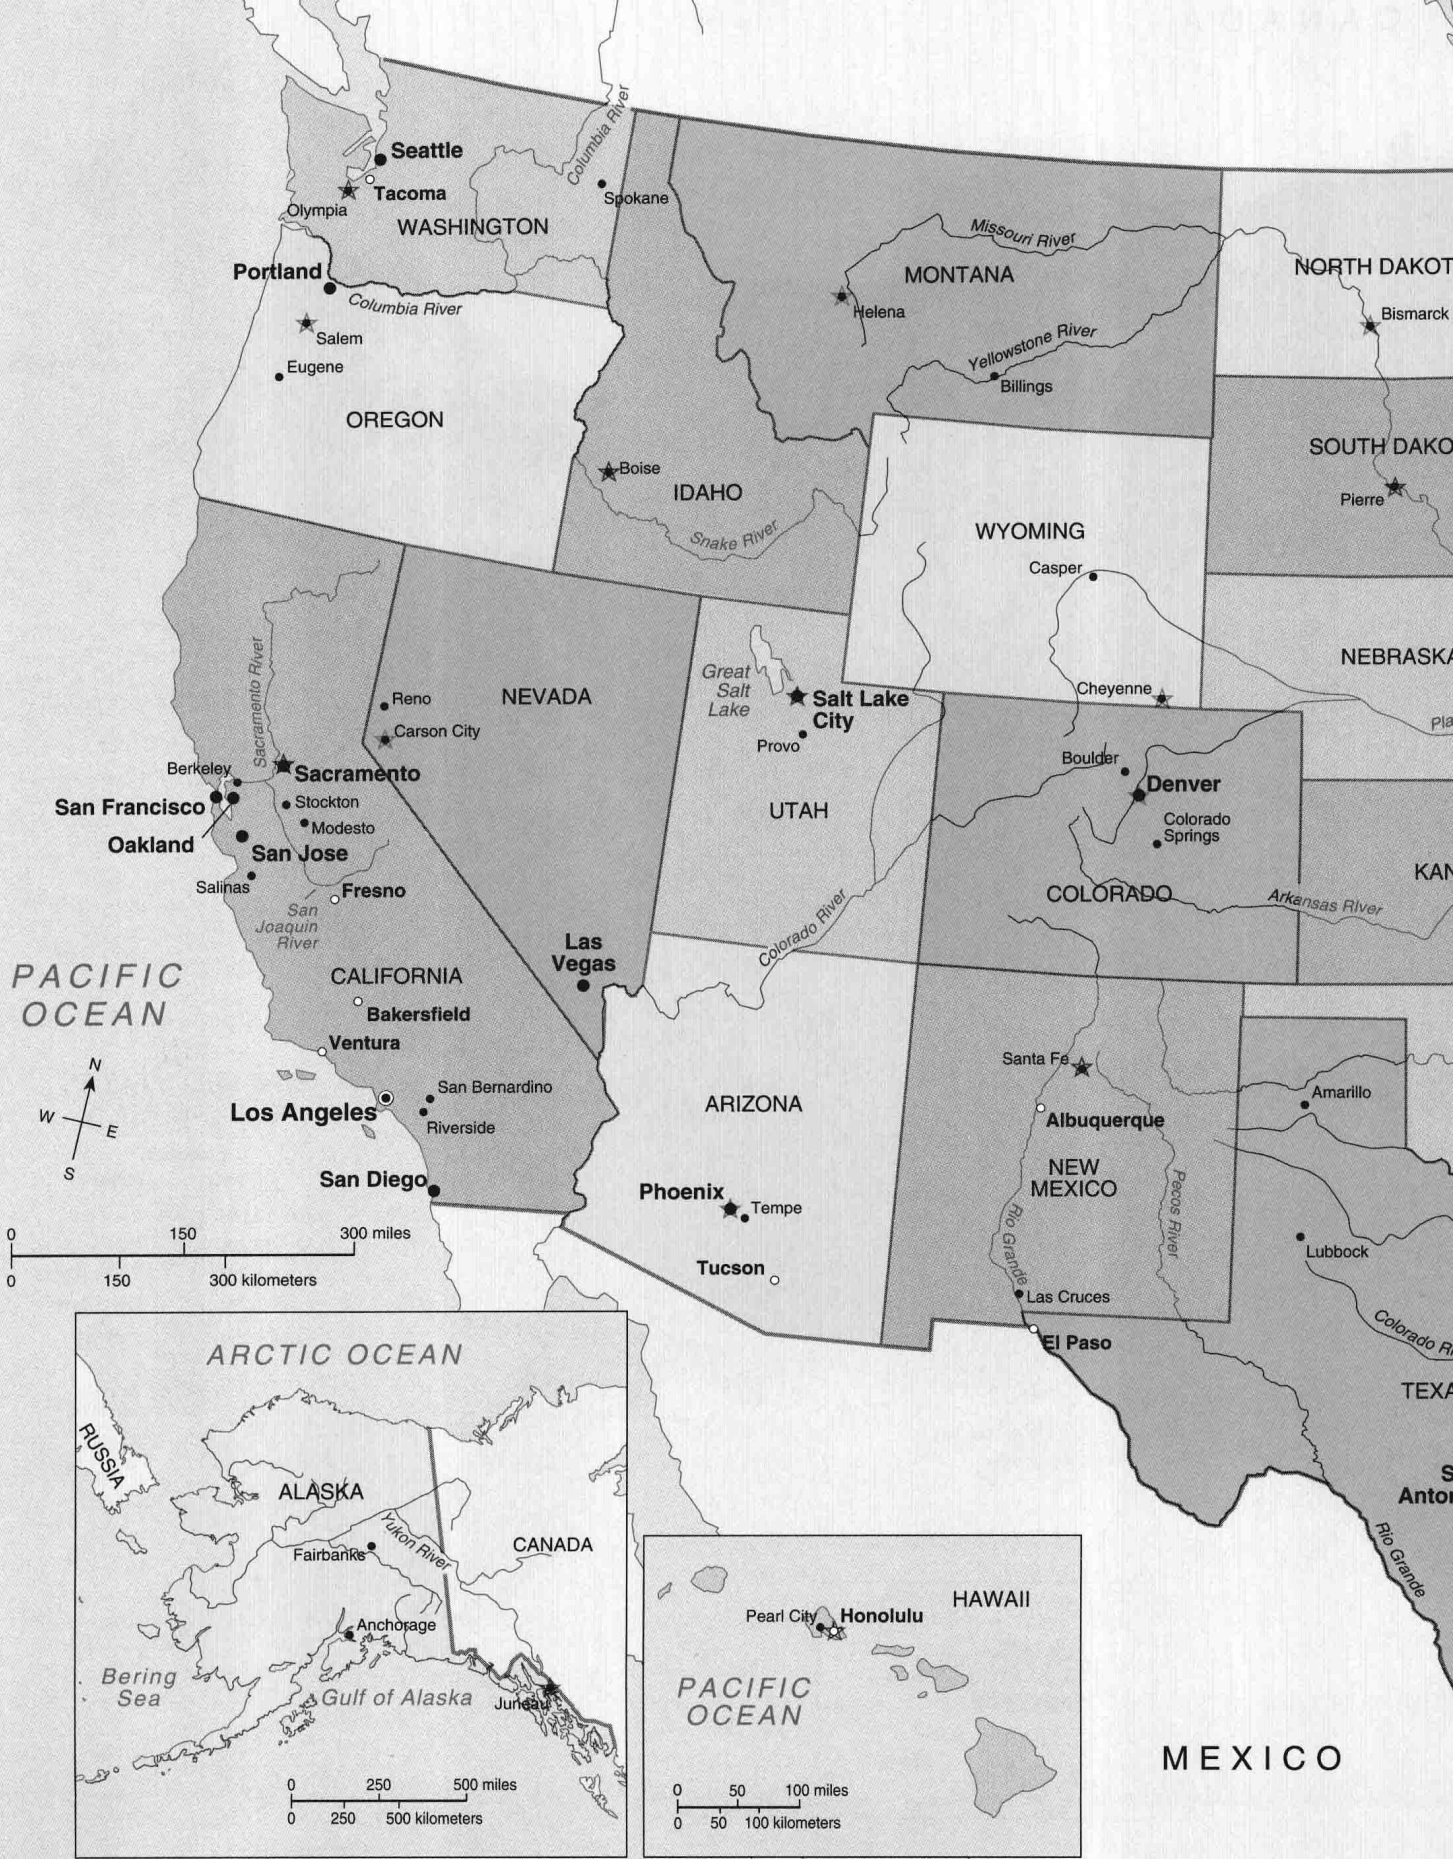 Seattle
Tacoma
Olympia
WASHINGTON
Columbia River
Spokane
Portland
Columbia River
Salem
Eugene
OREGON
Missouri River
MONTANA
Helena
Yellowstone River
Billings
NORTH DAKOT
Bismarck
SOUTH DAKO
Pierre
Boise
IDAHO
Snake River
WYOMING
Casper
Cheyenne
NEBRASKA
Pla
Sacramento River
Reno
Carson City
NEVADA
Great
Salt
Lake
Salt Lake
City
Provo
UTAH
Boulder
Denver
Colorado
Springs
COLORADO
Arkansas River
KAN
Berkeley
Sacramento
San Francisco
Stockton
Oakland
Modesto
San Jose
Salinas
Fresno
San
Joaquin
River
Las
Vegas
Colorado River
CALIFORNIA
Bakersfield
Ventura
PACIFIC
OCEAN
N
W
E
S
San Bernardino
Los Angeles
Riverside
San Diego
ARIZONA
Phoenix
Tempe
Tucson
Santa Fe
Albuquerque
NEW
MEXICO
Rio Grande
Pecos River
Las Cruces
El Paso
Amarillo
Lubbock
Colorado Ri
TEXA
S
Anton
Rio Grande
0 150 300 miles
0 150 300 kilometers
ARCTIC OCEAN
RUSSIA
ALASKA
Yukon River
CANADA
Fairbanks
Anchorage
Bering
Sea
Gulf of Alaska
Juneau
0 250 500 miles
0 250 500 kilometers
HAWAII
Pearl City
Honolulu
PACIFIC
OCEAN
0 50 100 miles
0 50 100 kilometers
MEXICO